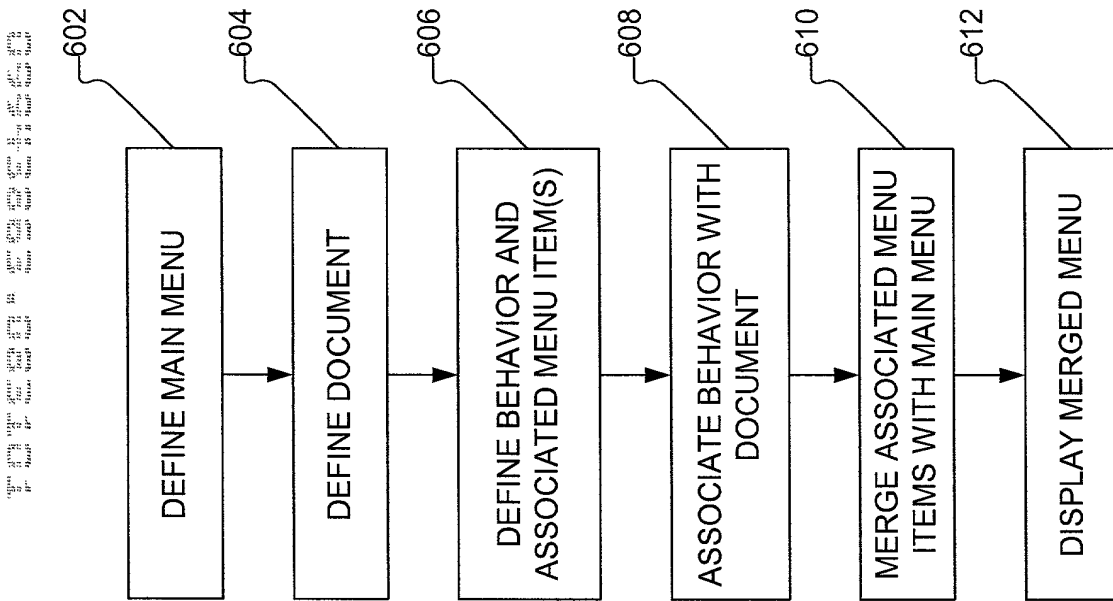 602
DEFINE MAIN MENU
604
DEFINE DOCUMENT
606
DEFINE BEHAVIOR AND
ASSOCIATED MENU ITEM(S)
608
ASSOCIATE BEHAVIOR WITH
DOCUMENT
610
MERGE ASSOCIATED MENU
ITEMS WITH MAIN MENU
612
DISPLAY MERGED MENU